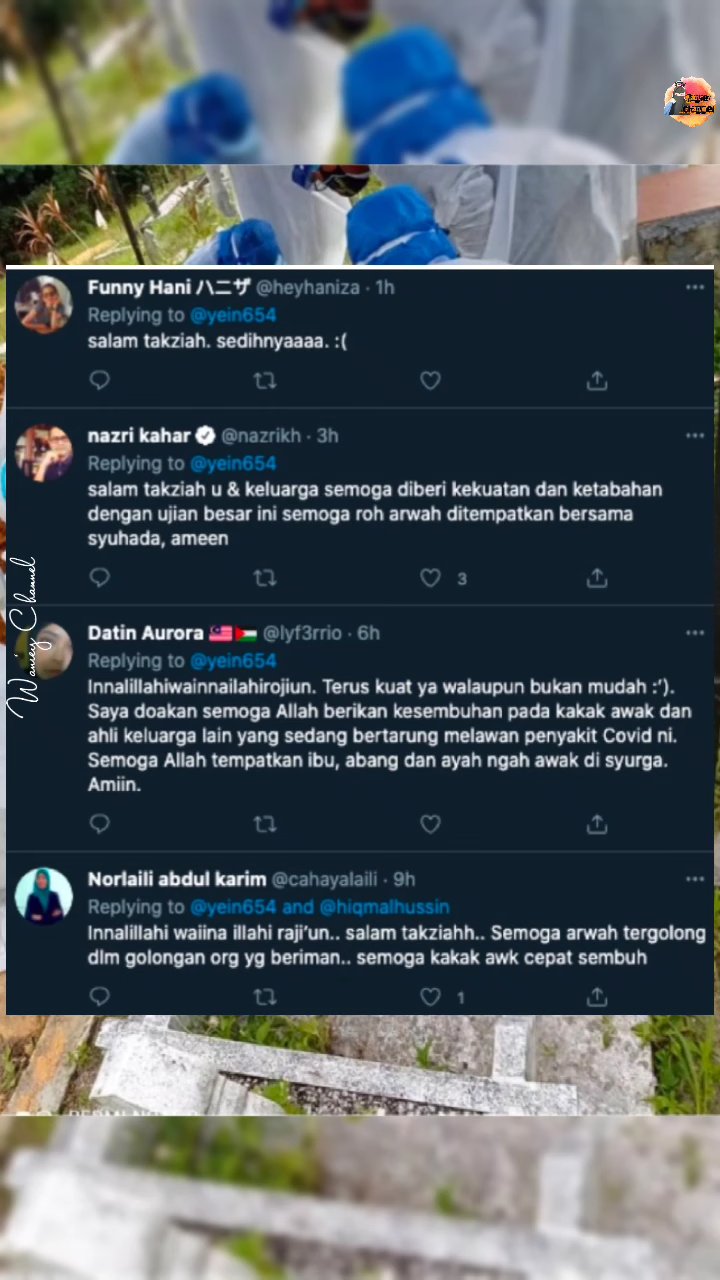 Funny Hani ハニザ @heyhaniza · 1h
Replying to @yein654
salam takziah. sedihnyaaaa. :(
nazri kahar @nazrikh · 3h
Replying to @yein654
salam takziah u & keluarga semoga diberi kekuatan dan ketabahan
dengan ujian besar ini semoga roh arwah ditempatkan bersama
syuhada, ameen
3
Waniey Channel
Datin Aurora 🇲🇾🇵🇸 @lyf3rrio · 6h
Replying to @yein654
Innalillahiwainnailahirojiun. Terus kuat ya walaupun bukan mudah :’).
Saya doakan semoga Allah berikan kesembuhan pada kakak awak dan
ahli keluarga lain yang sedang bertarung melawan penyakit Covid ni.
Semoga Allah tempatkan ibu, abang dan ayah ngah awak di syurga.
Amiin.
Norlaili abdul karim @cahayalaili · 9h
Replying to @yein654 and @hiqmalhussin
Innalillahi waiina illahi raji’un.. salam takziahh.. Semoga arwah tergolong
dlm golongan org yg beriman.. semoga kakak awk cepat sembuh
1